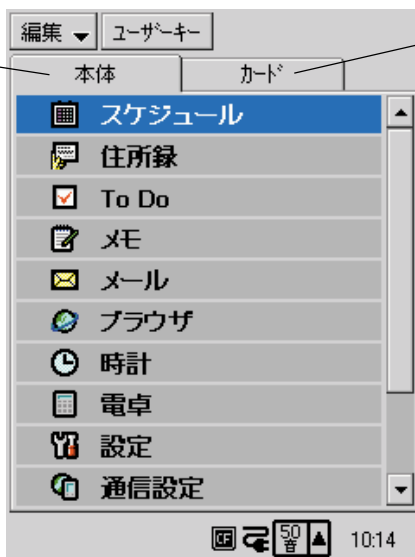 編集 ユーザーキー
本体 カード
スケジュール
住所録
To Do
メモ
メール
ブラウザ
時計
電卓
設定
通信設定
CF 50音 10:14